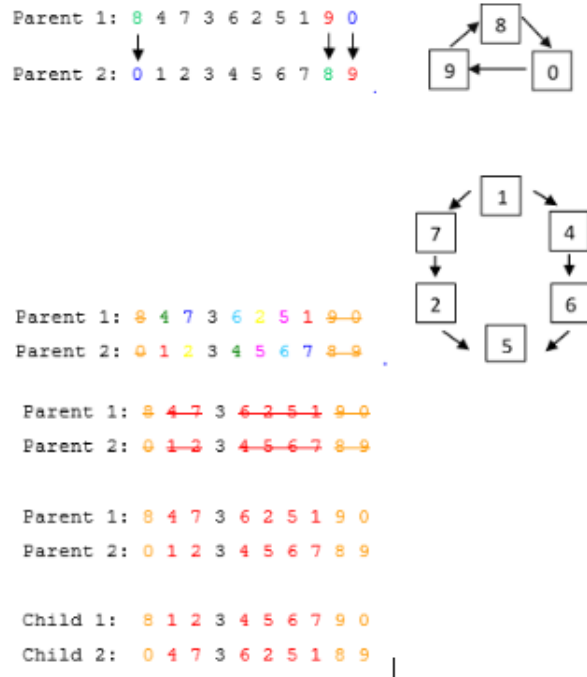 Parent 1: 8 4 7 3 6 2 5 1 9 0
Parent 2: 0 1 2 3 4 5 6 7 8 9
8
9
0
1
7
4
2
6
5
Parent 1: 8 4 7 3 6 2 5 1 9 0
Parent 2: 0 1 2 3 4 5 6 7 8 9
Parent 1: 8 4 7 3 6 2 5 1 9 0
Parent 2: 0 1 2 3 4 5 6 7 8 9
Parent 1: 8 4 7 3 6 2 5 1 9 0
Parent 2: 0 1 2 3 4 5 6 7 8 9
Child 1: 8 1 2 3 4 5 6 7 9 0
Child 2: 0 4 7 3 6 2 5 1 8 9